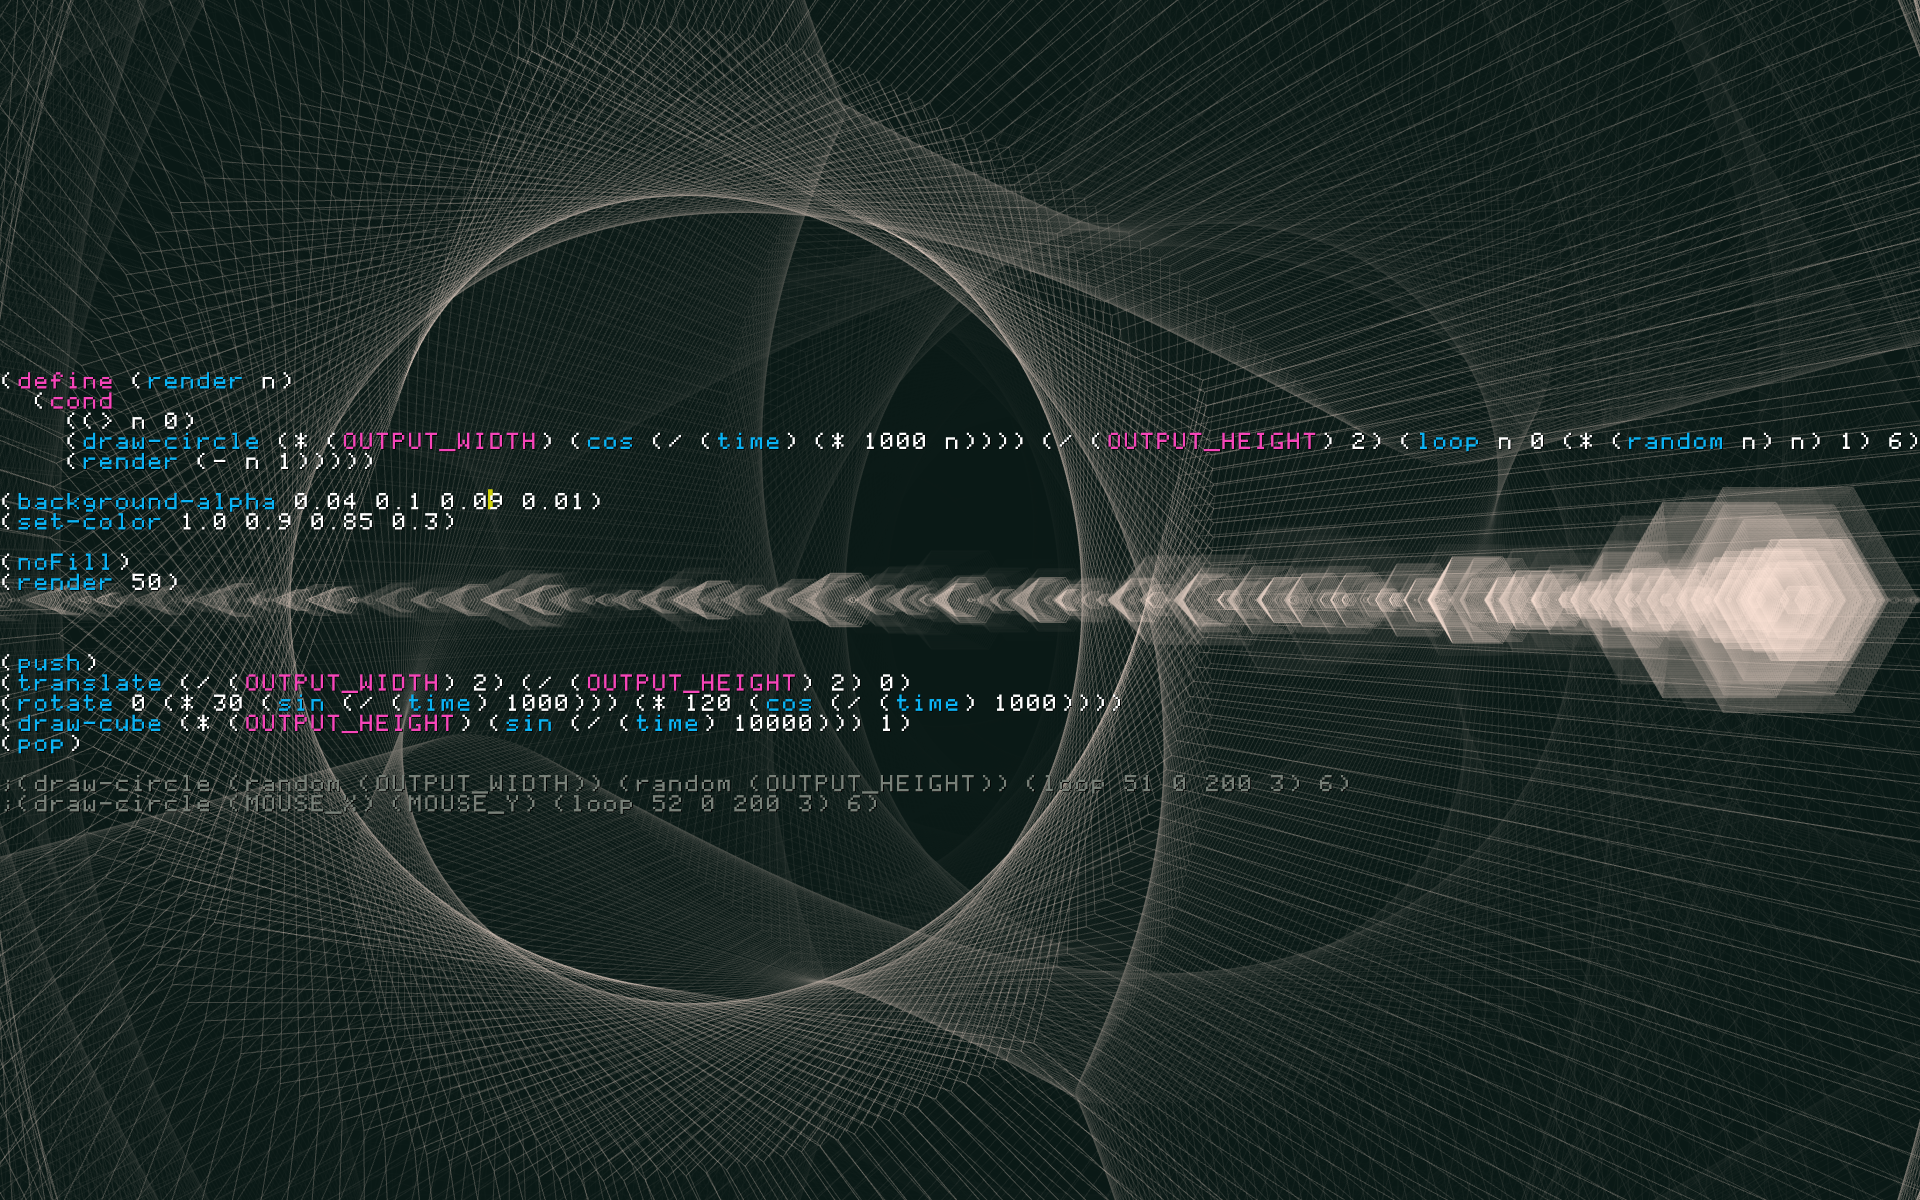 (define (render n)
  (cond
    ((> n 0)
    (draw-circle (* (OUTPUT_WIDTH) (cos (/ (time) (* 1000 n)))) (/ (OUTPUT_HEIGHT) 2) (loop n 0 (* (random n) n) 1) 6)
    (render (- n 1)))))
(background-alpha 0.04 0.1 0.09 0.01)
(set-color 1.0 0.9 0.85 0.3)
(noFill)
(render 50)
(push)
(translate (/ (OUTPUT_WIDTH) 2) (/ (OUTPUT_HEIGHT) 2) 0)
(rotate 0 (* 30 (sin (/ (time) 1000))) (* 120 (cos (/ (time) 1000))))
(draw-cube (* (OUTPUT_HEIGHT) (sin (/ (time) 10000))) 1)
(pop)
;(draw-circle (random (OUTPUT_WIDTH)) (random (OUTPUT_HEIGHT)) (loop 51 0 200 3) 6)
;(draw-circle (MOUSE_X) (MOUSE_Y) (loop 52 0 200 3) 6)